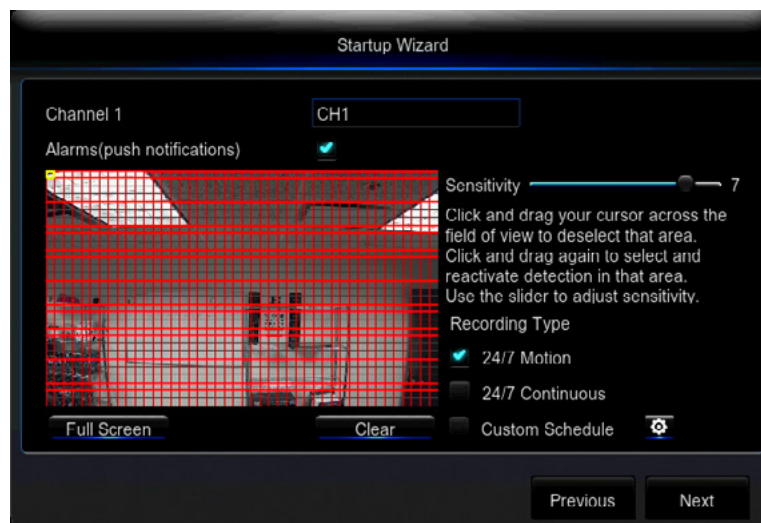 Startup Wizard
Channel 1
CH1
Alarms(push notifications)
Sensitivity
7
Click and drag your cursor across the
field of view to deselect that area.
Click and drag again to select and
reactivate detection in that area.
Use the slider to adjust sensitivity.
Recording Type
24/7 Motion
24/7 Continuous
Custom Schedule
Full Screen
Clear
Previous
Next